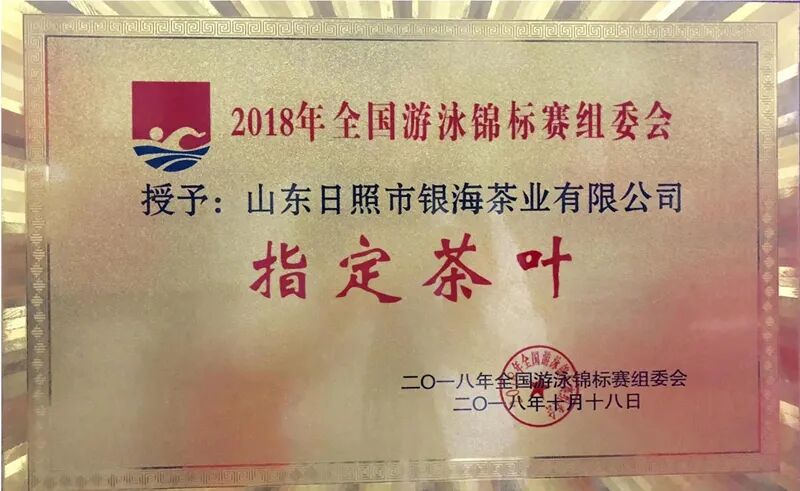 2018年全国游泳锦标赛组委会
授予：山东日照市银海茶业有限公司
指定茶叶
二〇一八年全国游泳锦标赛组委会
二〇一八年十月十八日